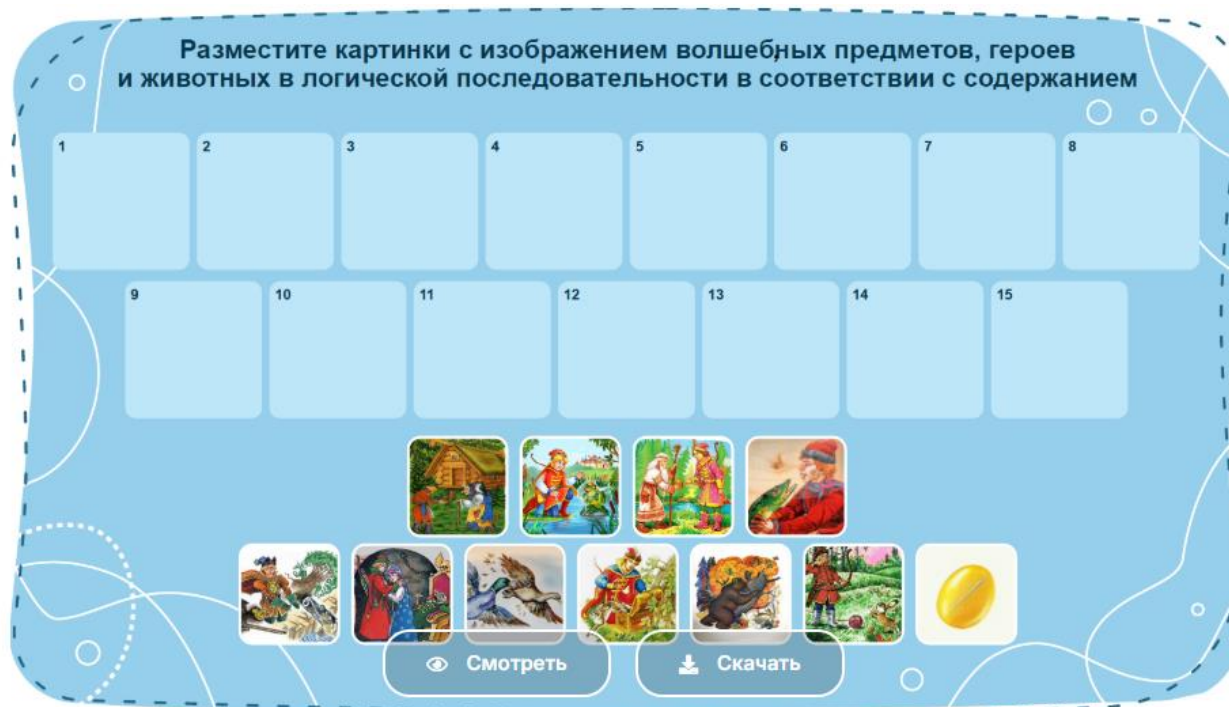 Разместите картинки с изображением волшебных предметов, героев
и животных в логической последовательности в соответствии с содержанием
1 2 3 4 5 6 7 8
9 10 11 12 13 14 15
Смотреть Скачать